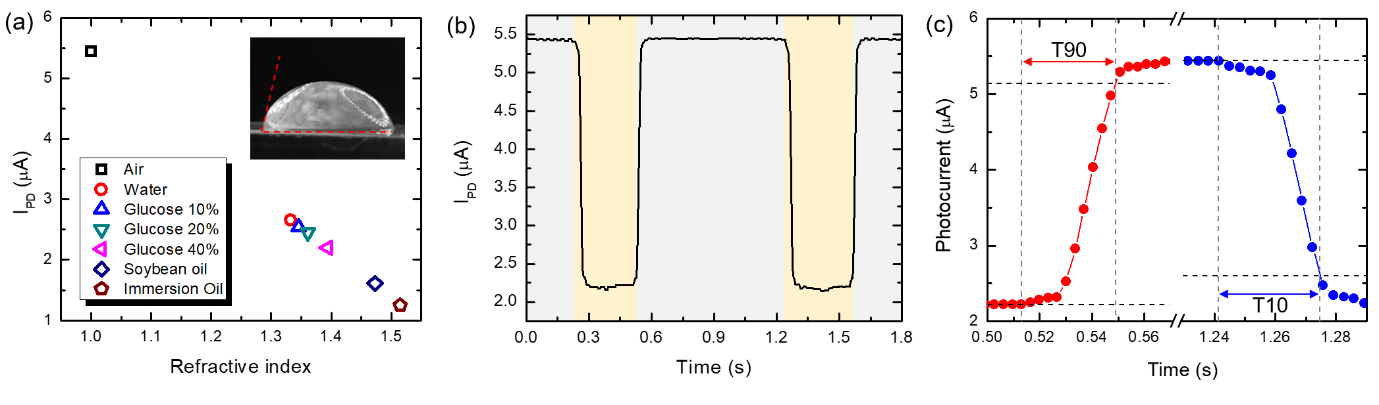 (a)
6
5
4
3
2
1
I_PD (μA)
Air
Water
Glucose 10%
Glucose 20%
Glucose 40%
Soybean oil
Immersion Oil
1.0 1.1 1.2 1.3 1.4 1.5
Refractive index
(b)
5.5
5.0
4.5
4.0
3.5
3.0
2.5
2.0
I_PD (μA)
0.0 0.3 0.6 0.9 1.2 1.5 1.8
Time (s)
(c)
6
5
4
3
2
Photocurrent (μA)
T90
T10
0.50 0.52 0.54 0.56 1.24 1.26 1.28
Time (s)